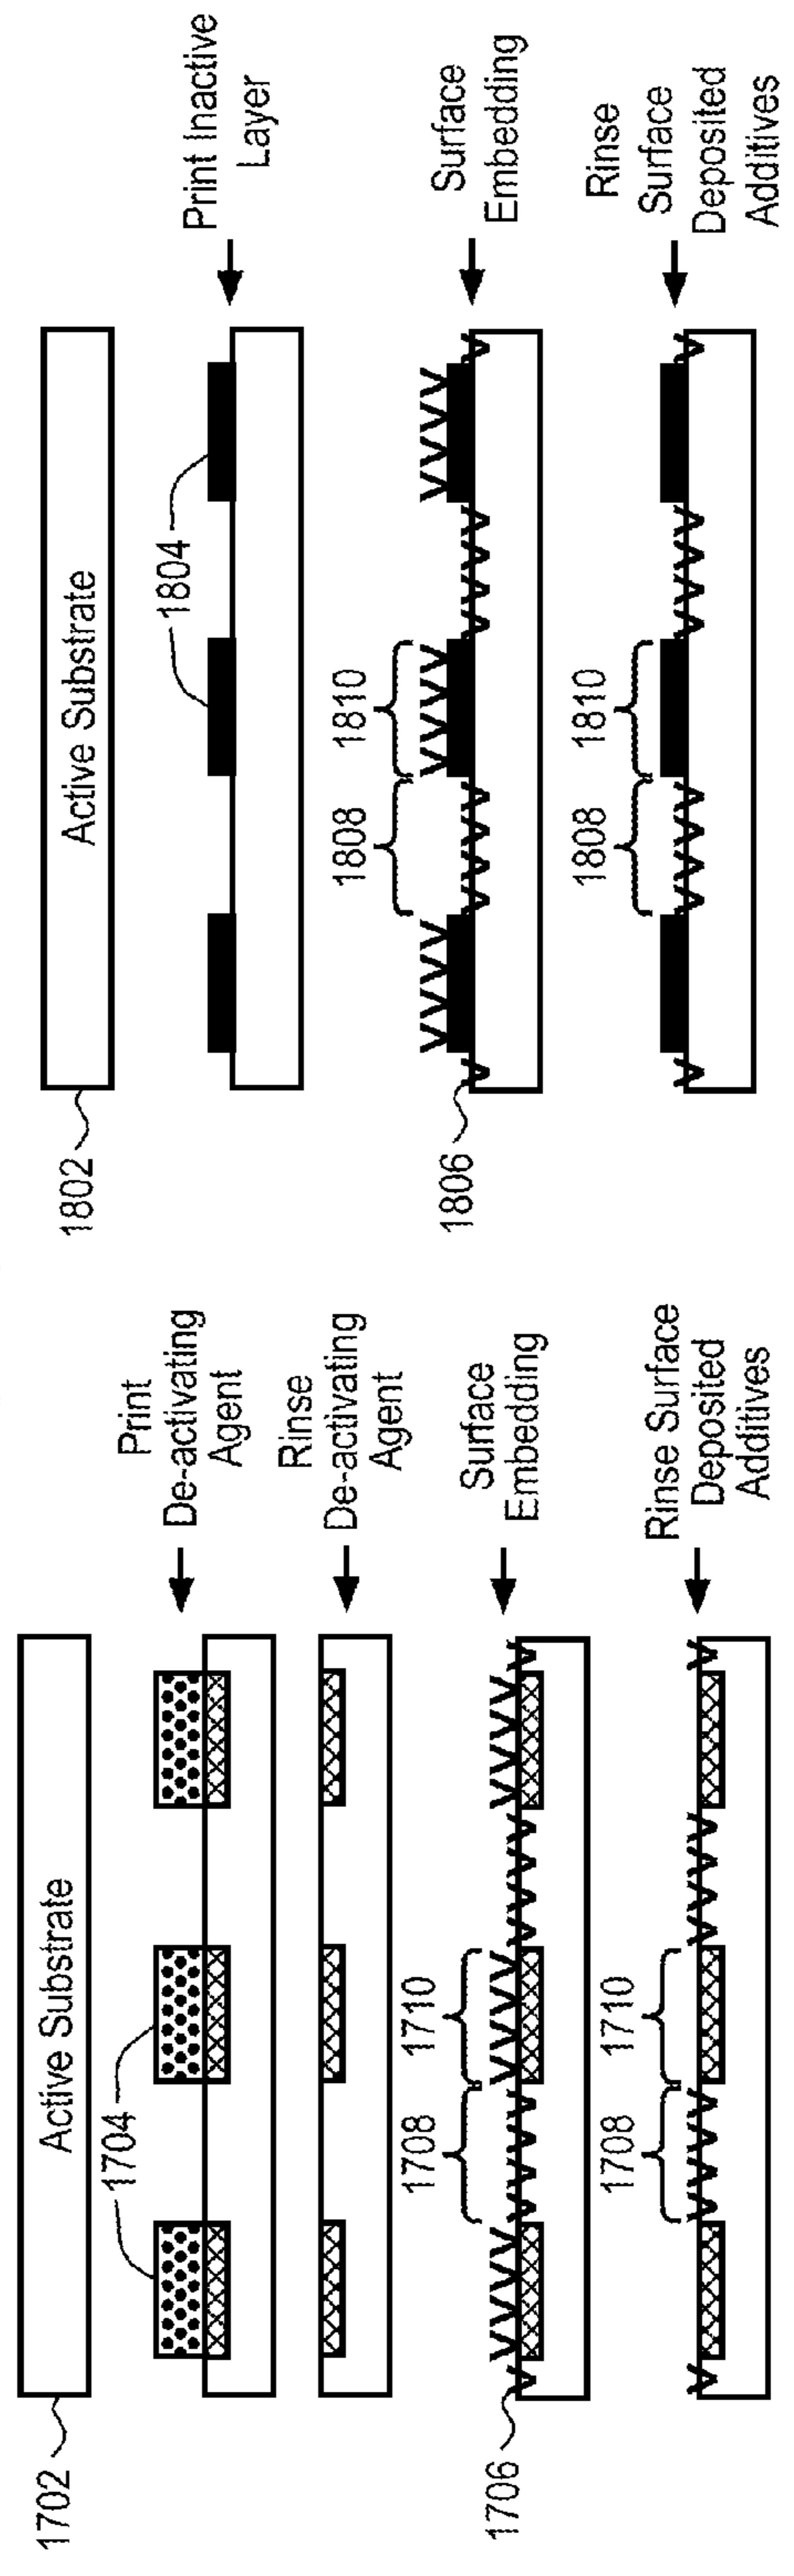 1702
Active Substrate
1704
Print
De-activating
Agent
Rinse
De-activating
Agent
1708
1710
1706
Surface
Embedding
1708
1710
Rinse Surface
Deposited
Additives
1802
Active Substrate
1804
Print Inactive
Layer
1808
1810
1806
Surface
Embedding
1808
1810
Rinse
Surface
Deposited
Additives